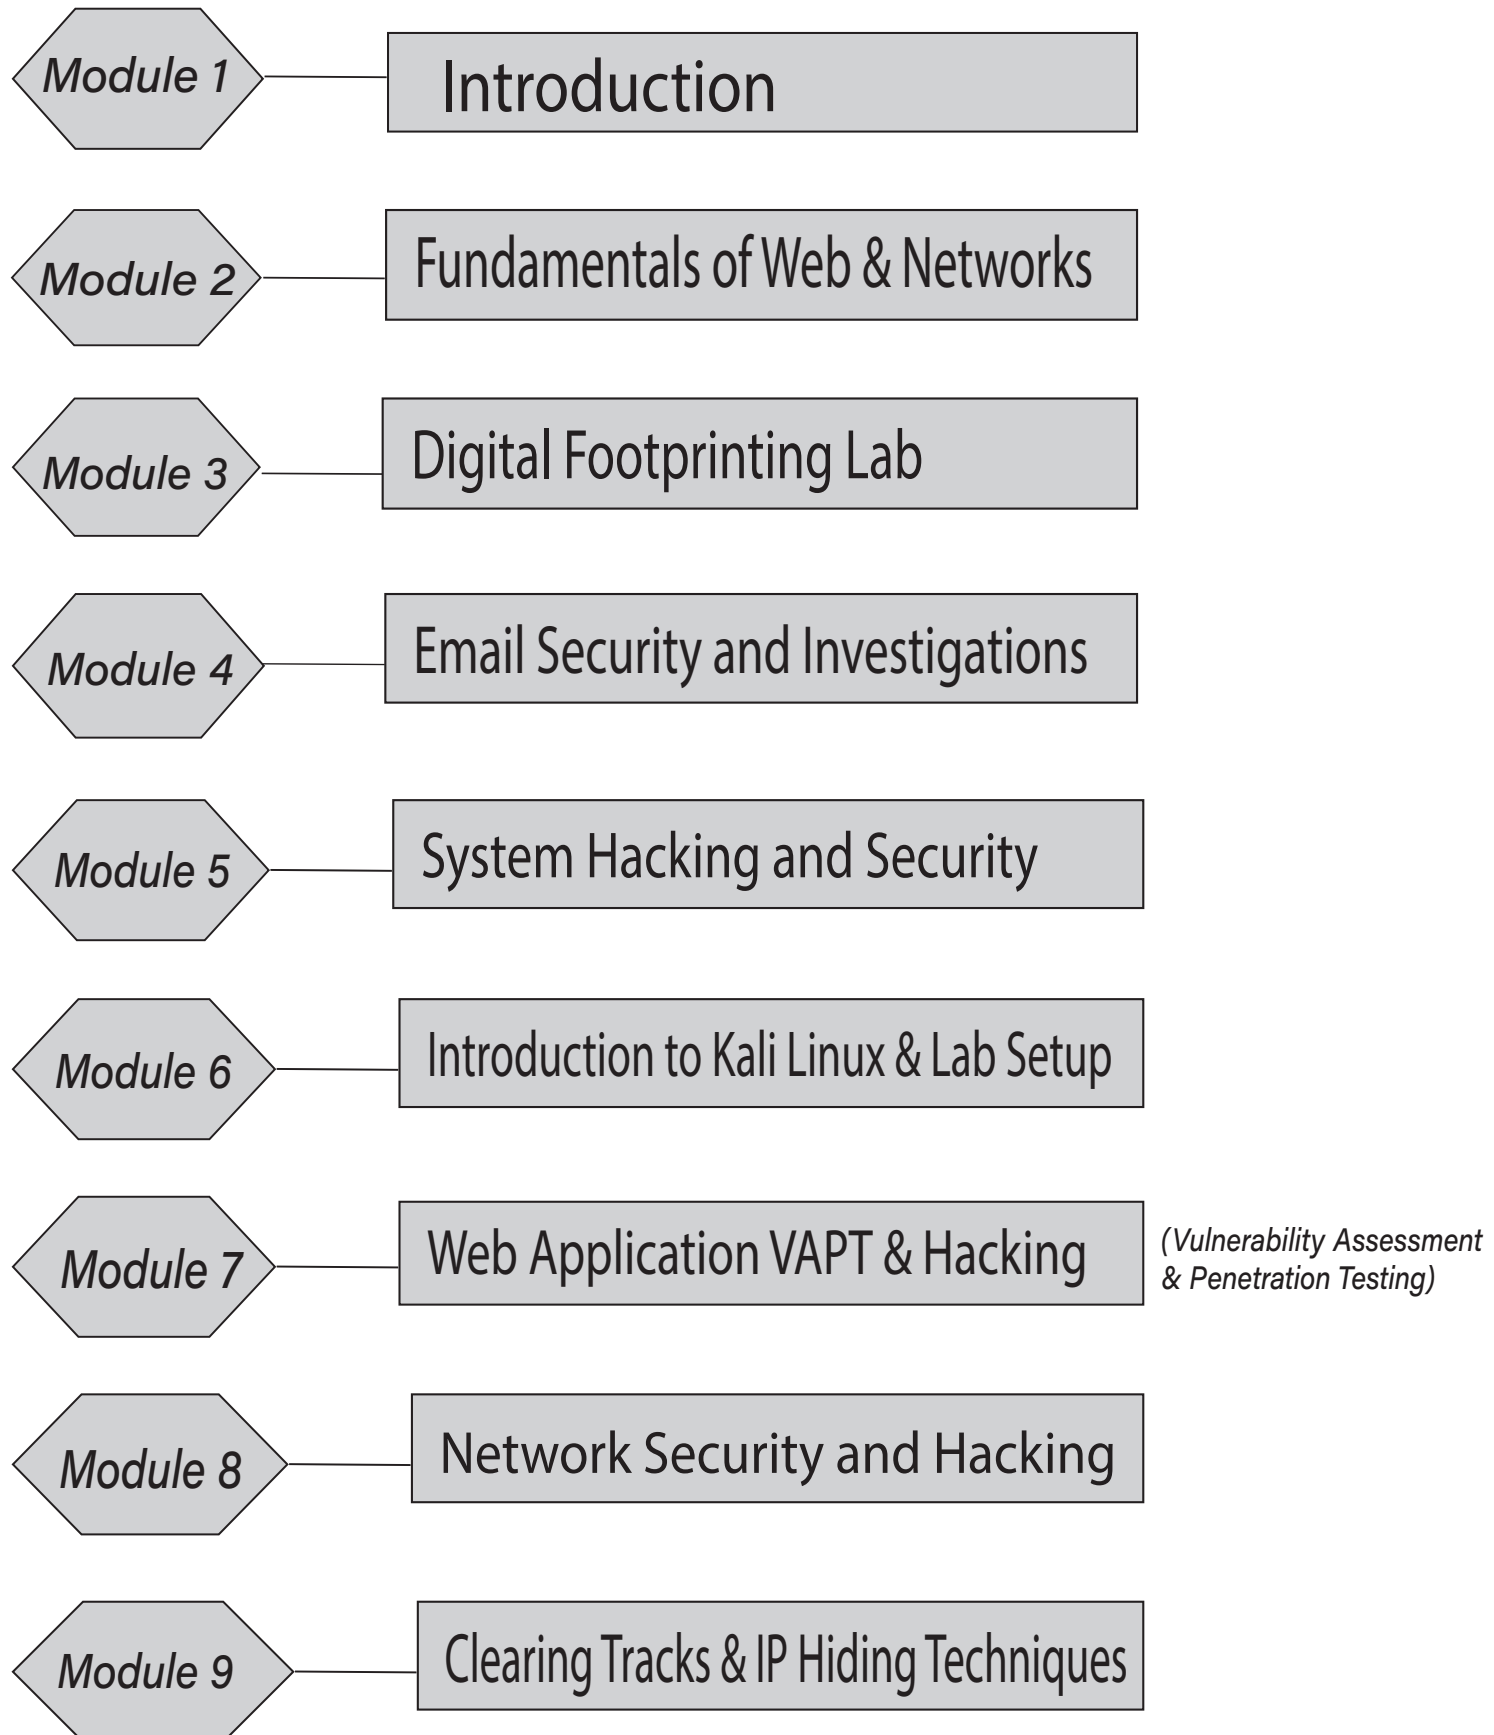 Module 1
Introduction
Module 2
Fundamentals of Web & Networks
Module 3
Digital Footprinting Lab
Module 4
Email Security and Investigations
Module 5
System Hacking and Security
Module 6
Introduction to Kali Linux & Lab Setup
Module 7
Web Application VAPT & Hacking
(Vulnerability Assessment
& Penetration Testing)
Module 8
Network Security and Hacking
Module 9
Clearing Tracks & IP Hiding Techniques